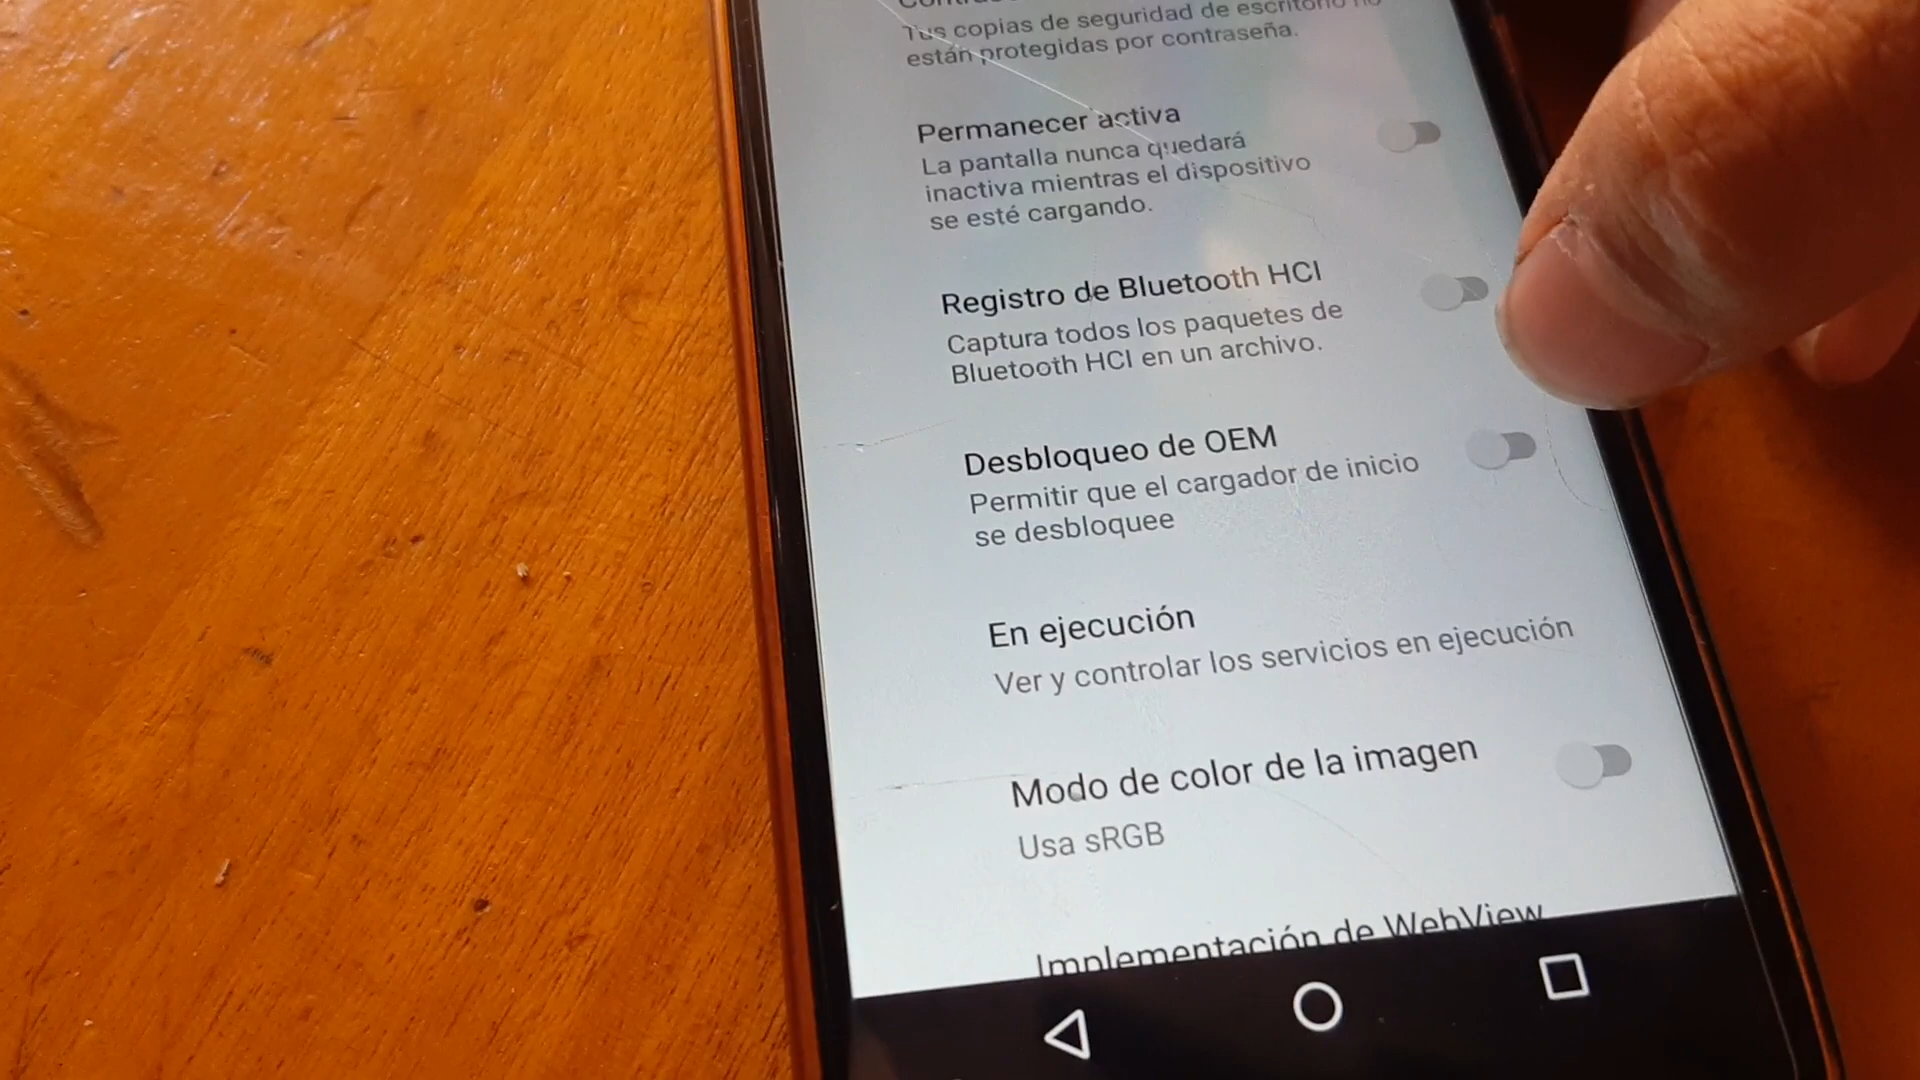 Tus copias de seguridad de escritorio no
están protegidas por contraseña.
Permanecer activa
La pantalla nunca quedará
inactiva mientras el dispositivo
se esté cargando.
Registro de Bluetooth HCI
Captura todos los paquetes de
Bluetooth HCI en un archivo.
Desbloqueo de OEM
Permitir que el cargador de inicio
se desbloquee
En ejecución
Ver y controlar los servicios en ejecución
Modo de color de la imagen
Usa sRGB
Implementación de WebView